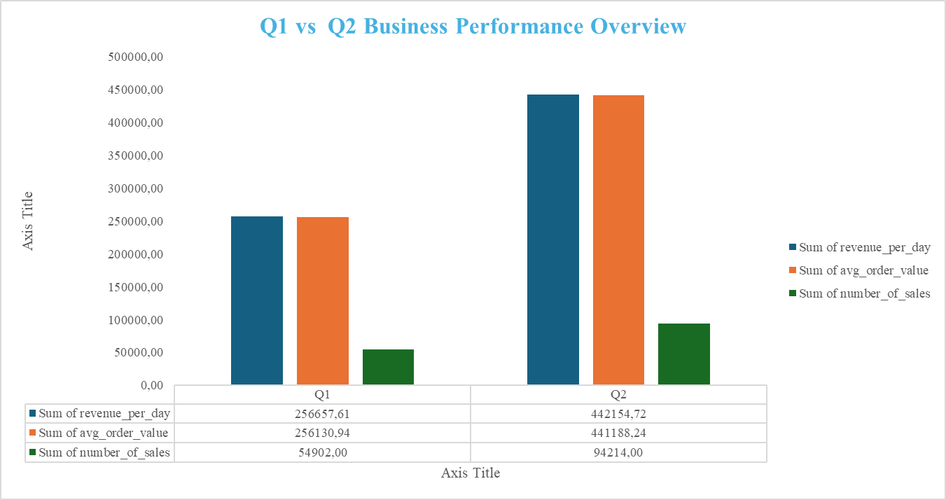 Q1 vs Q2 Business Performance Overview
500000,00
450000,00
400000,00
350000,00
300000,00
250000,00
200000,00
150000,00
100000,00
50000,00
0,00
Axis Title
Sum of revenue_per_day
Sum of avg_order_value
Sum of number_of_sales
Q1 Q2
Sum of revenue_per_day 256657,61 442154,72
Sum of avg_order_value 256130,94 441188,24
Sum of number_of_sales 54902,00 94214,00
Axis Title